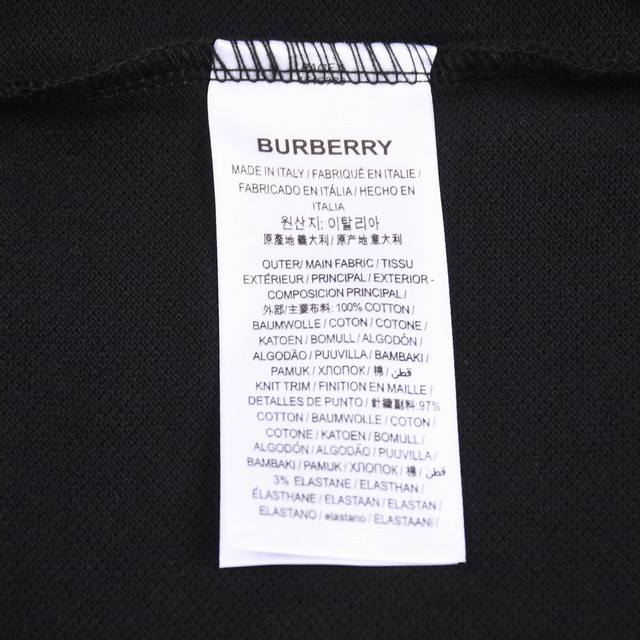 BURBERRY
MADE IN ITALY / FABRIQUÉ EN ITALIE /
FABRICADO EN ITÁLIA / HECHO EN
ITALIA
원산지: 이탈리아
原產地義大利 / 原产地意大利
OUTER/ MAIN FABRIC / TISSU
EXTÉRIEUR / PRINCIPAL / EXTERIOR -
COMPOSICION PRINCIPAL /
外部/主要布料: 100% COTTON /
BAUMWOLLE / COTON / COTONE /
KATOEN / BOMULL / ALGODÓN /
ALGODÃO / PUUVILLA / BAMBAKI /
PAMUK / ХЛОПОК / 棉 / قطن /
KNIT TRIM / FINITION EN MAILLE /
DETALLES DE PUNTO / 針織副料: 97%
COTTON / BAUMWOLLE / COTON /
COTONE / KATOEN / BOMULL /
ALGODÓN / ALGODÃO / PUUVILLA /
BAMBAKI / PAMUK / ХЛОПОК / 棉 / قطن /
3% ELASTANE / ELASTHAN /
ÉLASTHANE / ELASTAAN / ELASTAN /
ELASTANO / elastano / ELASTAANI /